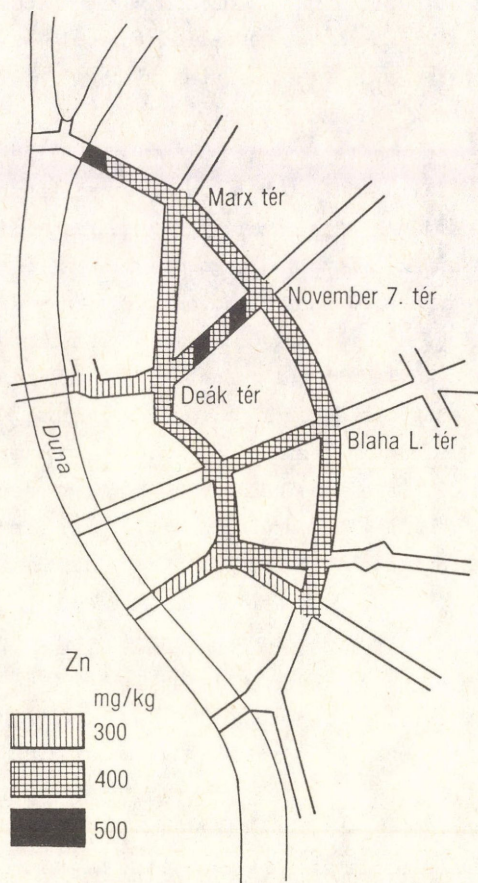 Marx tér
November 7. tér
Deák tér
Blaha L. tér
Duna
Zn
mg/kg
300
400
500